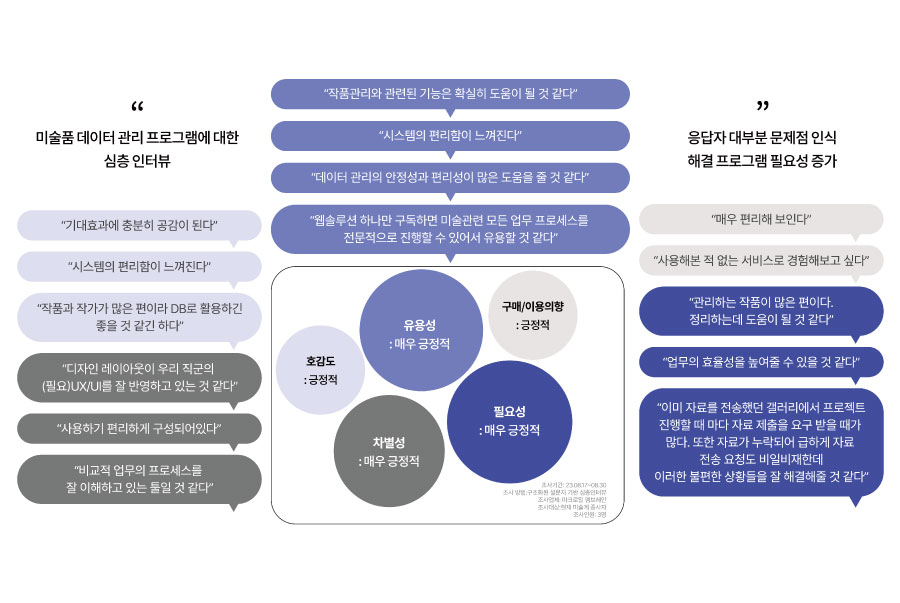 “
미술품 데이터 관리 프로그램에 대한
심층 인터뷰
“기대효과에 충분히 공감이 된다”
“시스템의 편리함이 느껴진다”
“작품과 작가가 많은 편이라 DB로 활용하긴
좋을 것 같긴 하다”
“디자인 레이아웃이 우리 직군의
(필요)UX/UI를 잘 반영하고 있는 것 같다”
“사용하기 편리하게 구성되어있다”
“비교적 업무의 프로세스를
잘 이해하고 있는 툴일 것 같다”
“작품관리와 관련된 기능은 확실히 도움이 될 것 같다”
“시스템의 편리함이 느껴진다”
“데이터 관리의 안정성과 편리성이 많은 도움을 줄 것 같다”
“웹솔루션 하나만 구독하면 미술관련 모든 업무 프로세스를
전문적으로 진행할 수 있어서 유용할 것 같다”
유용성
: 매우 긍정적
구매/이용의향
: 긍정적
호감도
: 긍정적
필요성
: 매우 긍정적
차별성
: 매우 긍정적
조사기간: 23.08.17~08.30
조사 방법:구조화된 설문지 기반 심층인터뷰
조사업체: 마크로밀 엠브레인
조사대상:현재 미술계 종사자
조사인원: 3명
”
응답자 대부분 문제점 인식
해결 프로그램 필요성 증가
“매우 편리해 보인다”
“사용해본 적 없는 서비스로 경험해보고 싶다”
“관리하는 작품이 많은 편이다.
정리하는데 도움이 될 것 같다”
“업무의 효율성을 높여줄 수 있을 것 같다”
“이미 자료를 전송했던 갤러리에서 프로젝트
진행할 때 마다 자료 제출을 요구 받을 때가
많다. 또한 자료가 누락되어 급하게 자료
전송 요청도 비일비재한데
이러한 불편한 상황들을 잘 해결해줄 것 같다”